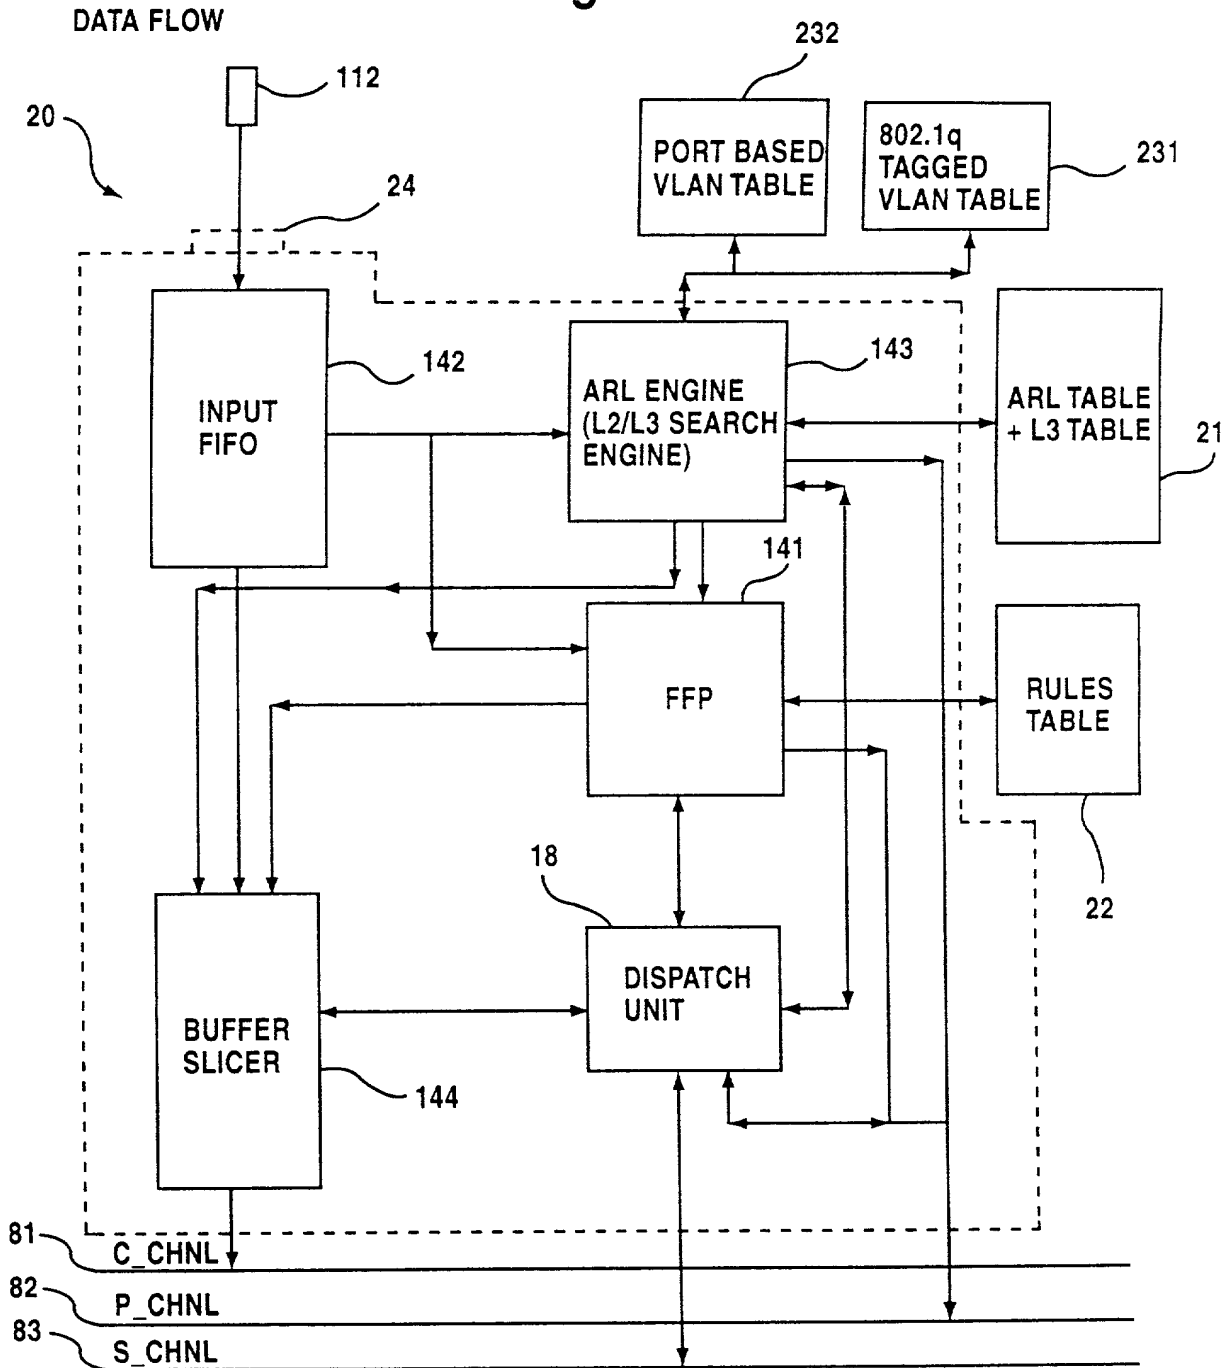 DATA FLOW
232
112
20
PORT BASED
VLAN TABLE
802.1q
TAGGED
VLAN TABLE
231
24
142
143
INPUT
FIFO
ARL ENGINE
(L2/L3 SEARCH
ENGINE)
ARL TABLE
+ L3 TABLE
21
141
FFP
RULES
TABLE
18
22
DISPATCH
UNIT
BUFFER
SLICER
144
81
C_CHNL
82
P_CHNL
83
S_CHNL